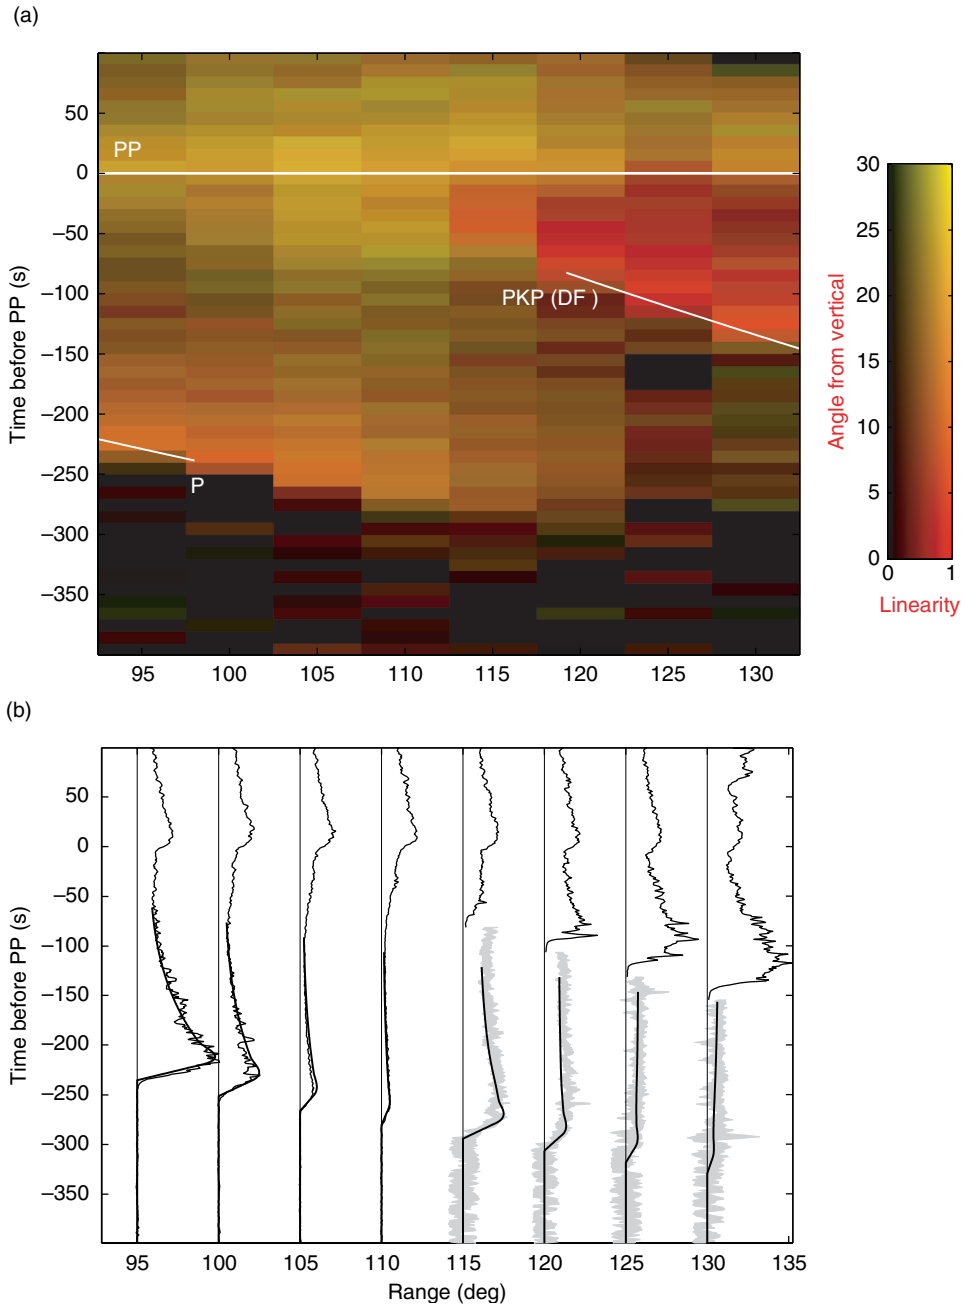 (a)
PP
PKP (DF )
P
50
0
–50
–100
–150
–200
–250
–300
–350
Time before PP (s)
95 100 105 110 115 120 125 130
30
25
20
15
10
5
0
0 1
Angle from vertical
Linearity
(b)
50
0
–50
–100
–150
–200
–250
–300
–350
Time before PP (s)
95 100 105 110 115 120 125 130 135
Range (deg)